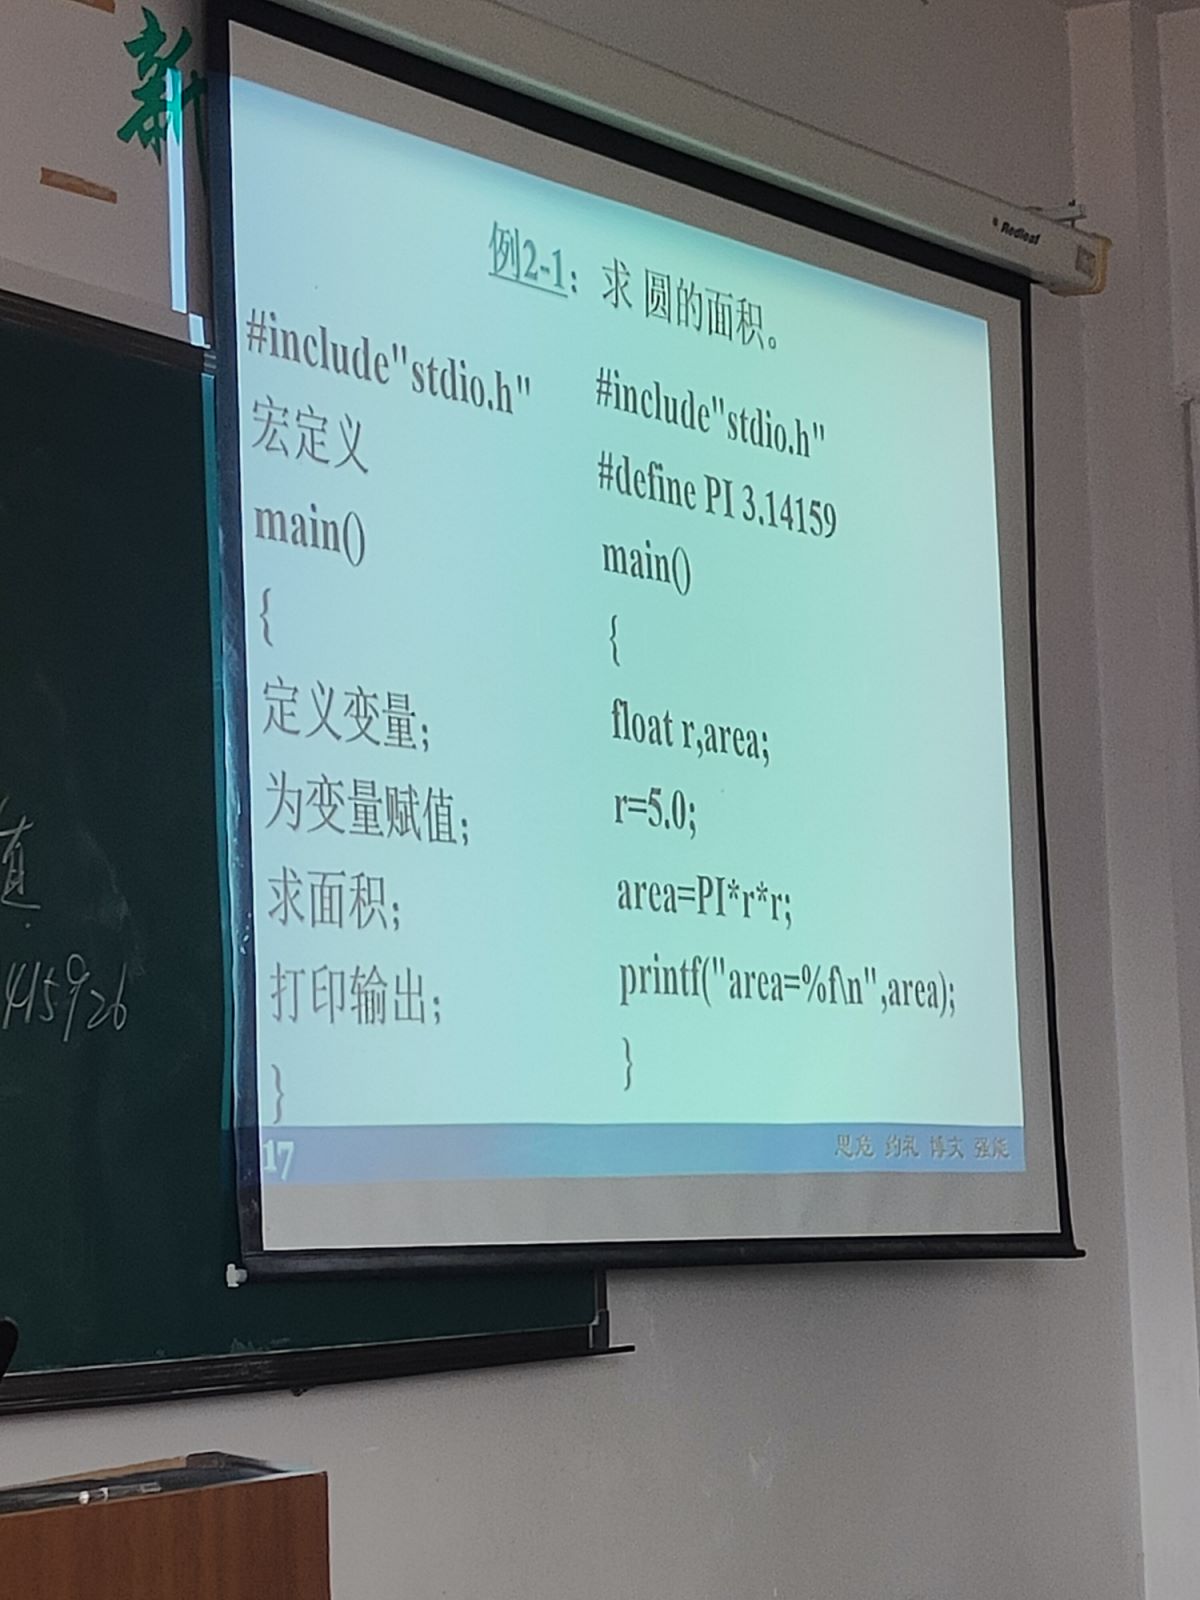 新
Redleaf
例2-1：求 圆的面积。
#include"stdio.h"
宏定义
main()
{
定义变量；
为变量赋值；
求面积；
打印输出；
}
#include"stdio.h"
#define PI 3.14159
main()
{
float r,area;
r=5.0;
area=PI*r*r;
printf("area=%f\n",area);
}
17
思危 约礼 博文 强能
值
415926